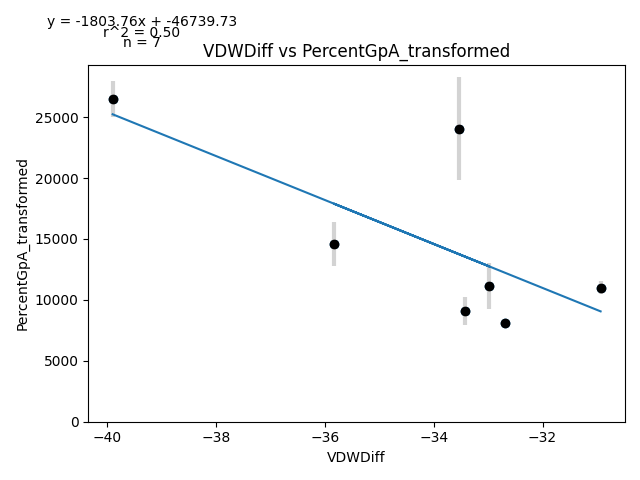 y = -1803.76x + -46739.73
r^2 = 0.50
n = 7
VDWDiff vs PercentGpA_transformed
PercentGpA_transformed
25000
20000
15000
10000
5000
0
−40
−38
−36
−34
−32
VDWDiff